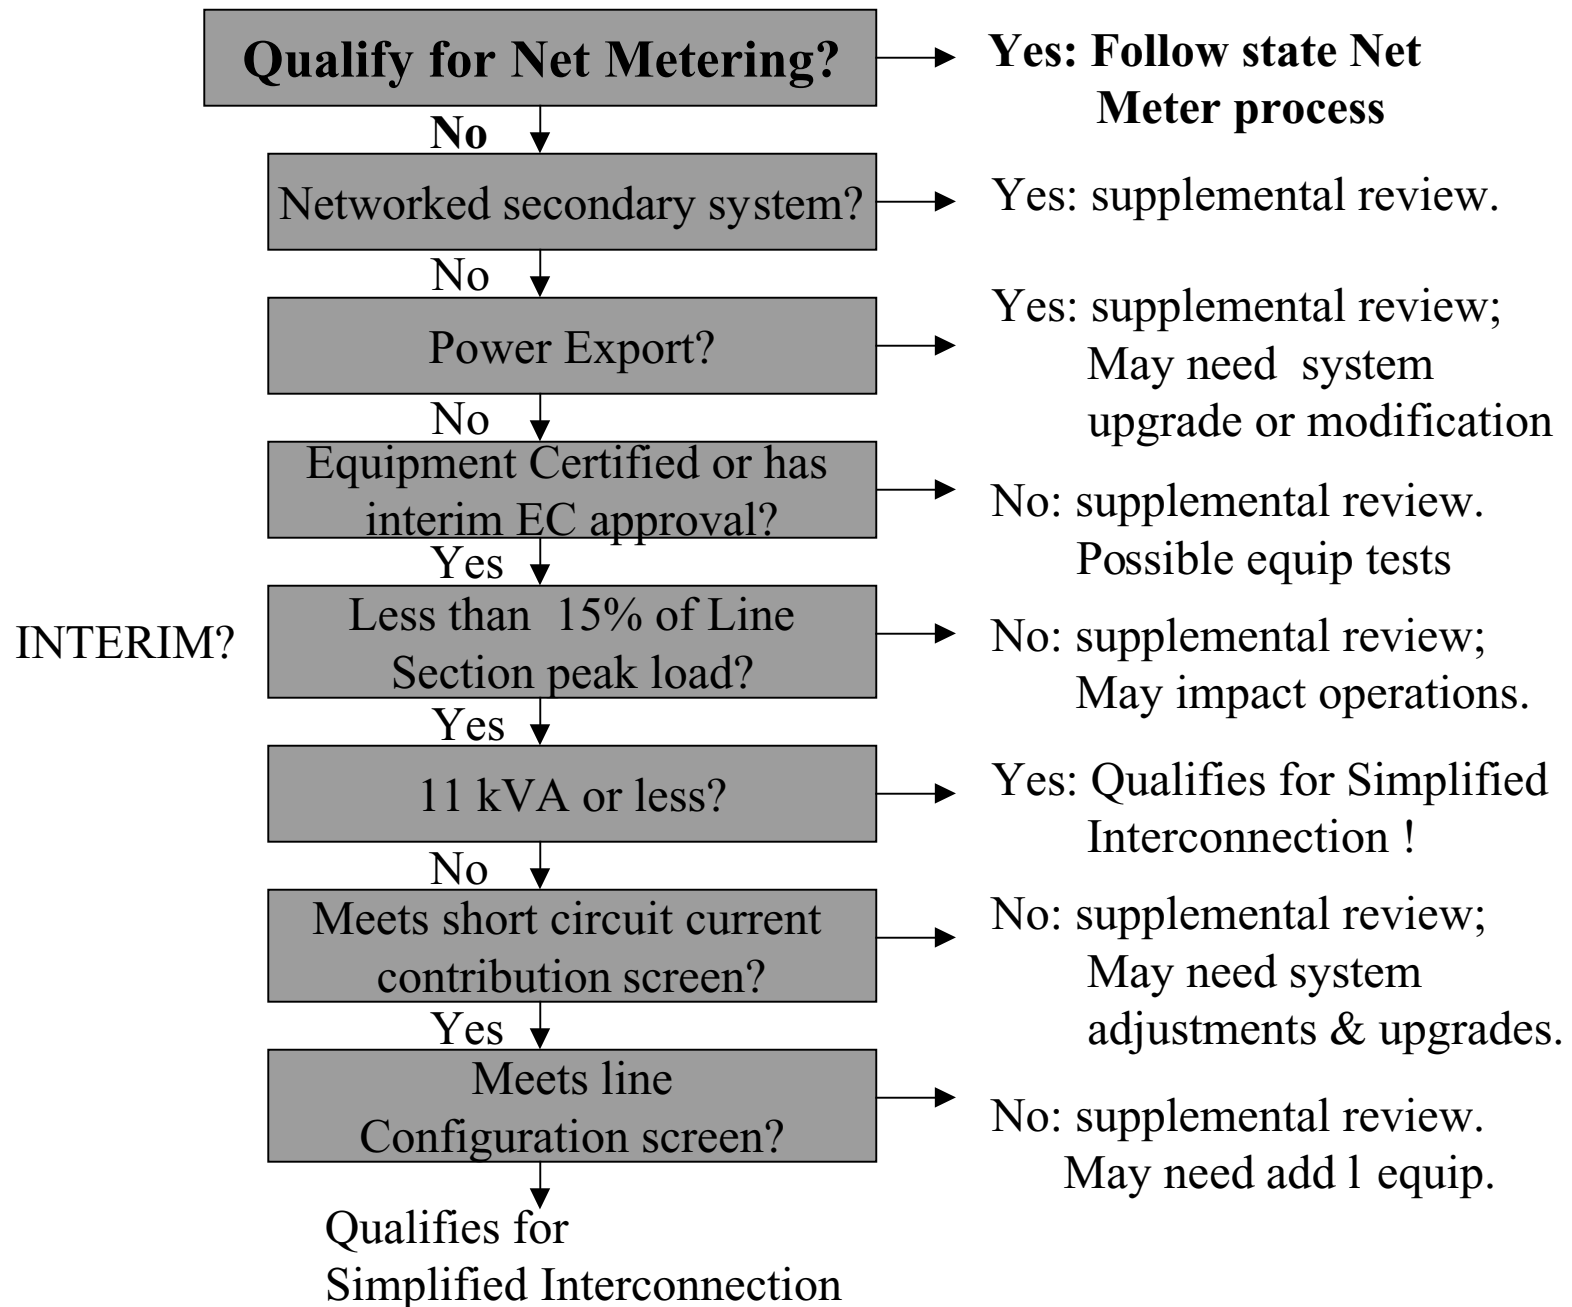 Qualify for Net Metering?
Yes: Follow state Net
Meter process
No
Networked secondary system?
Yes: supplemental review.
No
Power Export?
Yes: supplemental review;
May need  system
upgrade or modification
No
Equipment Certified or has
interim EC approval?
No: supplemental review.
Possible equip tests
Yes
INTERIM?
Less than  15% of Line
Section peak load?
No: supplemental review;
May impact operations.
Yes
11 kVA or less?
Yes: Qualifies for Simplified
Interconnection !
No
Meets short circuit current
contribution screen?
No: supplemental review;
May need system
adjustments & upgrades.
Yes
Meets line
Configuration screen?
No: supplemental review.
May need add l equip.
Qualifies for
Simplified Interconnection